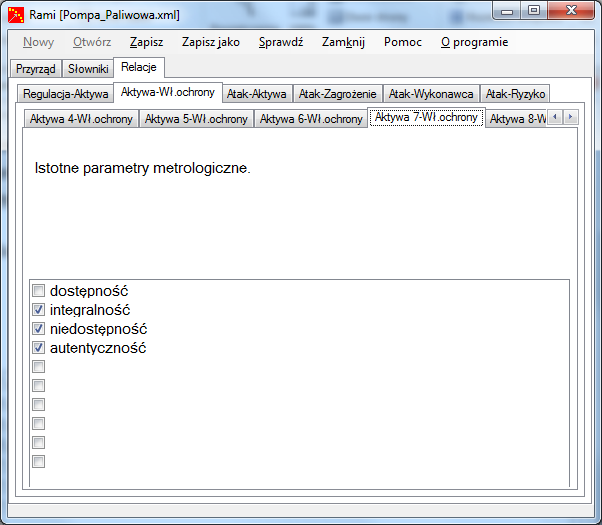 Rami [Pompa_Paliwowa.xml]
Nowy Otwórz Zapisz Zapisz jako Sprawdź Zamknij Pomoc O programie
Przyrząd Słowniki Relacje
Regulacja-Aktywa Aktywa-Wł.ochrony Atak-Aktywa Atak-Zagrożenie Atak-Wykonawca Atak-Ryzyko
Aktywa 4-Wł.ochrony Aktywa 5-Wł.ochrony Aktywa 6-Wł.ochrony Aktywa 7-Wł.ochrony Aktywa 8-W
Istotne parametry metrologiczne.
dostępność
integralność
niedostępność
autentyczność